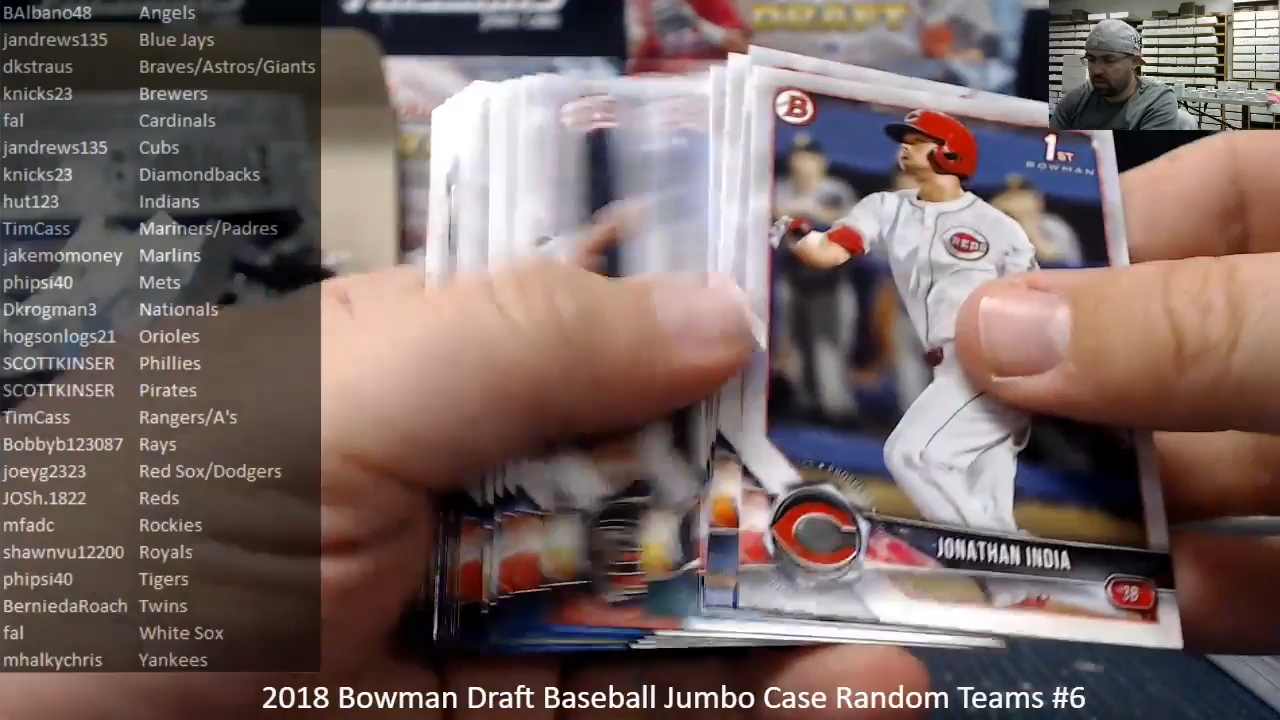 BAlbano48 Angels
jandrews135 Blue Jays
dkstraus Braves/Astros/Giants
knicks23 Brewers
fal Cardinals
jandrews135 Cubs
knicks23 Diamondbacks
hut123 Indians
TimCass Mariners/Padres
jakemomoney Marlins
phipsi40 Mets
Dkrogman3 Nationals
hogsonlogs21 Orioles
SCOTTKINSER Phillies
SCOTTKINSER Pirates
TimCass Rangers/A's
Bobbyb123087 Rays
joeyg2323 Red Sox/Dodgers
JOSh.1822 Reds
mfadc Rockies
shawnvu12200 Royals
phipsi40 Tigers
BerniedaRoach Twins
fal White Sox
mhalkychris Yankees
DRAFT
B
1ST
BOWMAN
REDS
JONATHAN INDIA
3B
2018 Bowman Draft Baseball Jumbo Case Random Teams #6